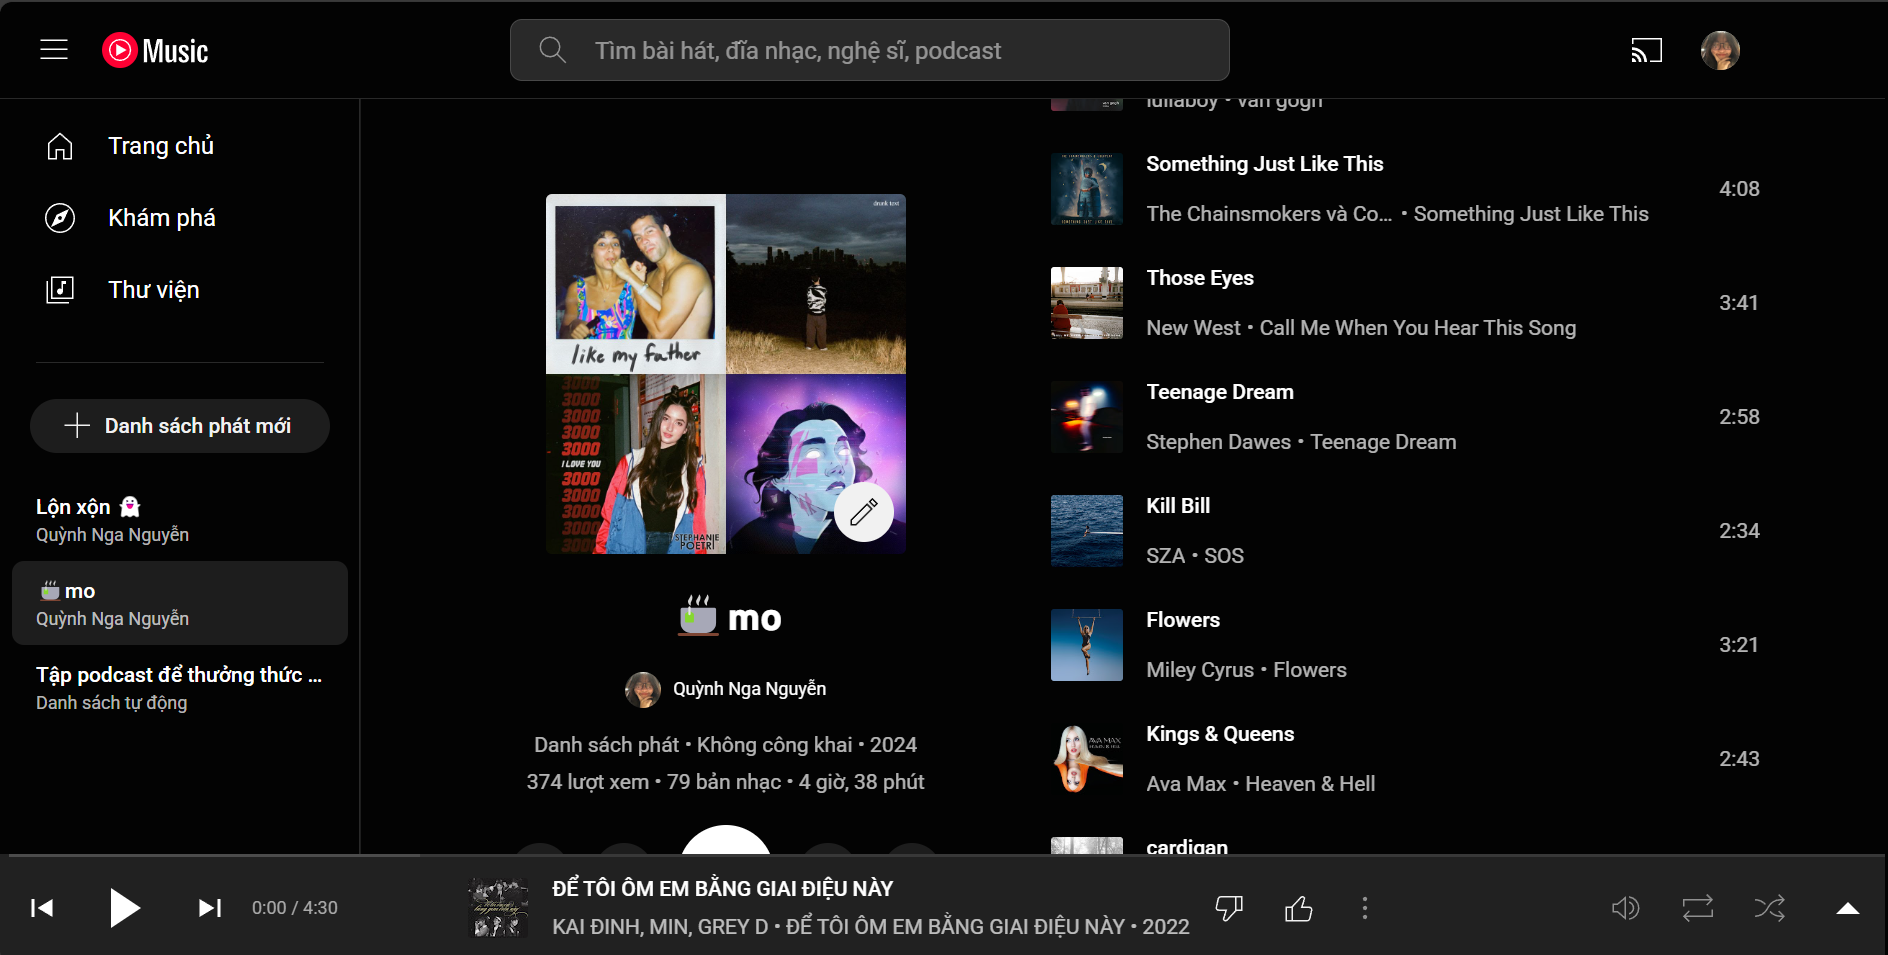 Music
Tìm bài hát, đĩa nhạc, nghệ sĩ, podcast
Trang chủ
Khám phá
Thư viện
Danh sách phát mới
Lộn xộn 👻
Quỳnh Nga Nguyễn
🍵mo
Quỳnh Nga Nguyễn
Tập podcast để thưởng thức ...
Danh sách tự động
like my father
drunk text
3000
3000
3000
3000
I LOVE YOU
3000
3000
3000
3000
3000
STEPHANIE
POETRI
🍵 mo
Quỳnh Nga Nguyễn
Danh sách phát • Không công khai • 2024
374 lượt xem • 79 bản nhạc • 4 giờ, 38 phút
lullaboy • van gogh
Something Just Like This
The Chainsmokers và Co... • Something Just Like This
4:08
Those Eyes
New West • Call Me When You Hear This Song
3:41
Teenage Dream
Stephen Dawes • Teenage Dream
2:58
Kill Bill
SZA • SOS
2:34
Flowers
Miley Cyrus • Flowers
3:21
AVA MAX
Kings & Queens
Ava Max • Heaven & Hell
2:43
cardigan
0:00 / 4:30
ĐỂ TÔI ÔM EM BẰNG GIAI ĐIỆU NÀY
KAI ĐINH, MIN, GREY D • ĐỂ TÔI ÔM EM BẰNG GIAI ĐIỆU NÀY • 2022